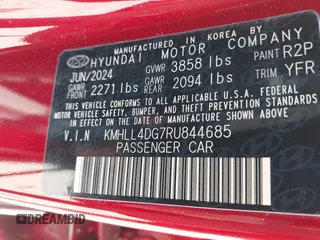 MANUFACTURED IN KOREA BY
HYUNDAI MOTOR COMPANY
JUN/2024 GVWR 3858 lbs PAINT R2P
GAWR FRONT 2271 lbs GAWR REAR 2094 lbs TRIM YFR
THIS VEHICLE CONFORMS TO ALL APPLICABLE U.S.A. FEDERAL
MOTOR VEHICLE SAFETY, BUMPER AND THEFT PREVENTION STANDARDS
IN EFFECT ON THE DATE OF MANUFACTURE SHOWN ABOVE.
V.I.N KMHLL4DG7RU844685
PASSENGER CAR
DREAMBID